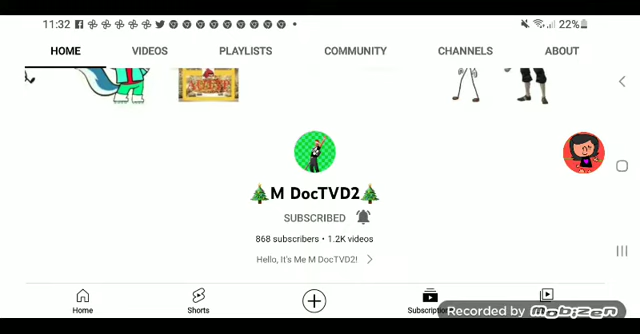 11:32 22%
HOME VIDEOS PLAYLISTS COMMUNITY CHANNELS ABOUT
🎄M DocTVD2🎄
SUBSCRIBED
868 subscribers • 1.2K videos
Hello, It's Me M DocTVD2!
Home Shorts Subscription
Recorded by Mobizen